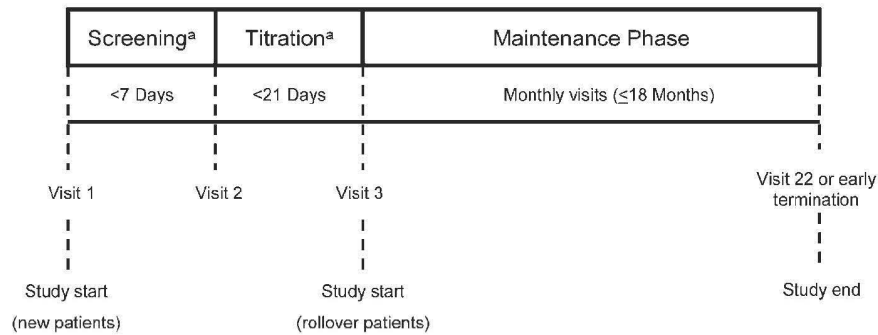 Screeningᵃ Titrationᵃ Maintenance Phase
<7 Days <21 Days Monthly visits (≤18 Months)
Visit 1 Visit 2 Visit 3 Visit 22 or early
termination
Study start Study start Study end
(new patients) (rollover patients)